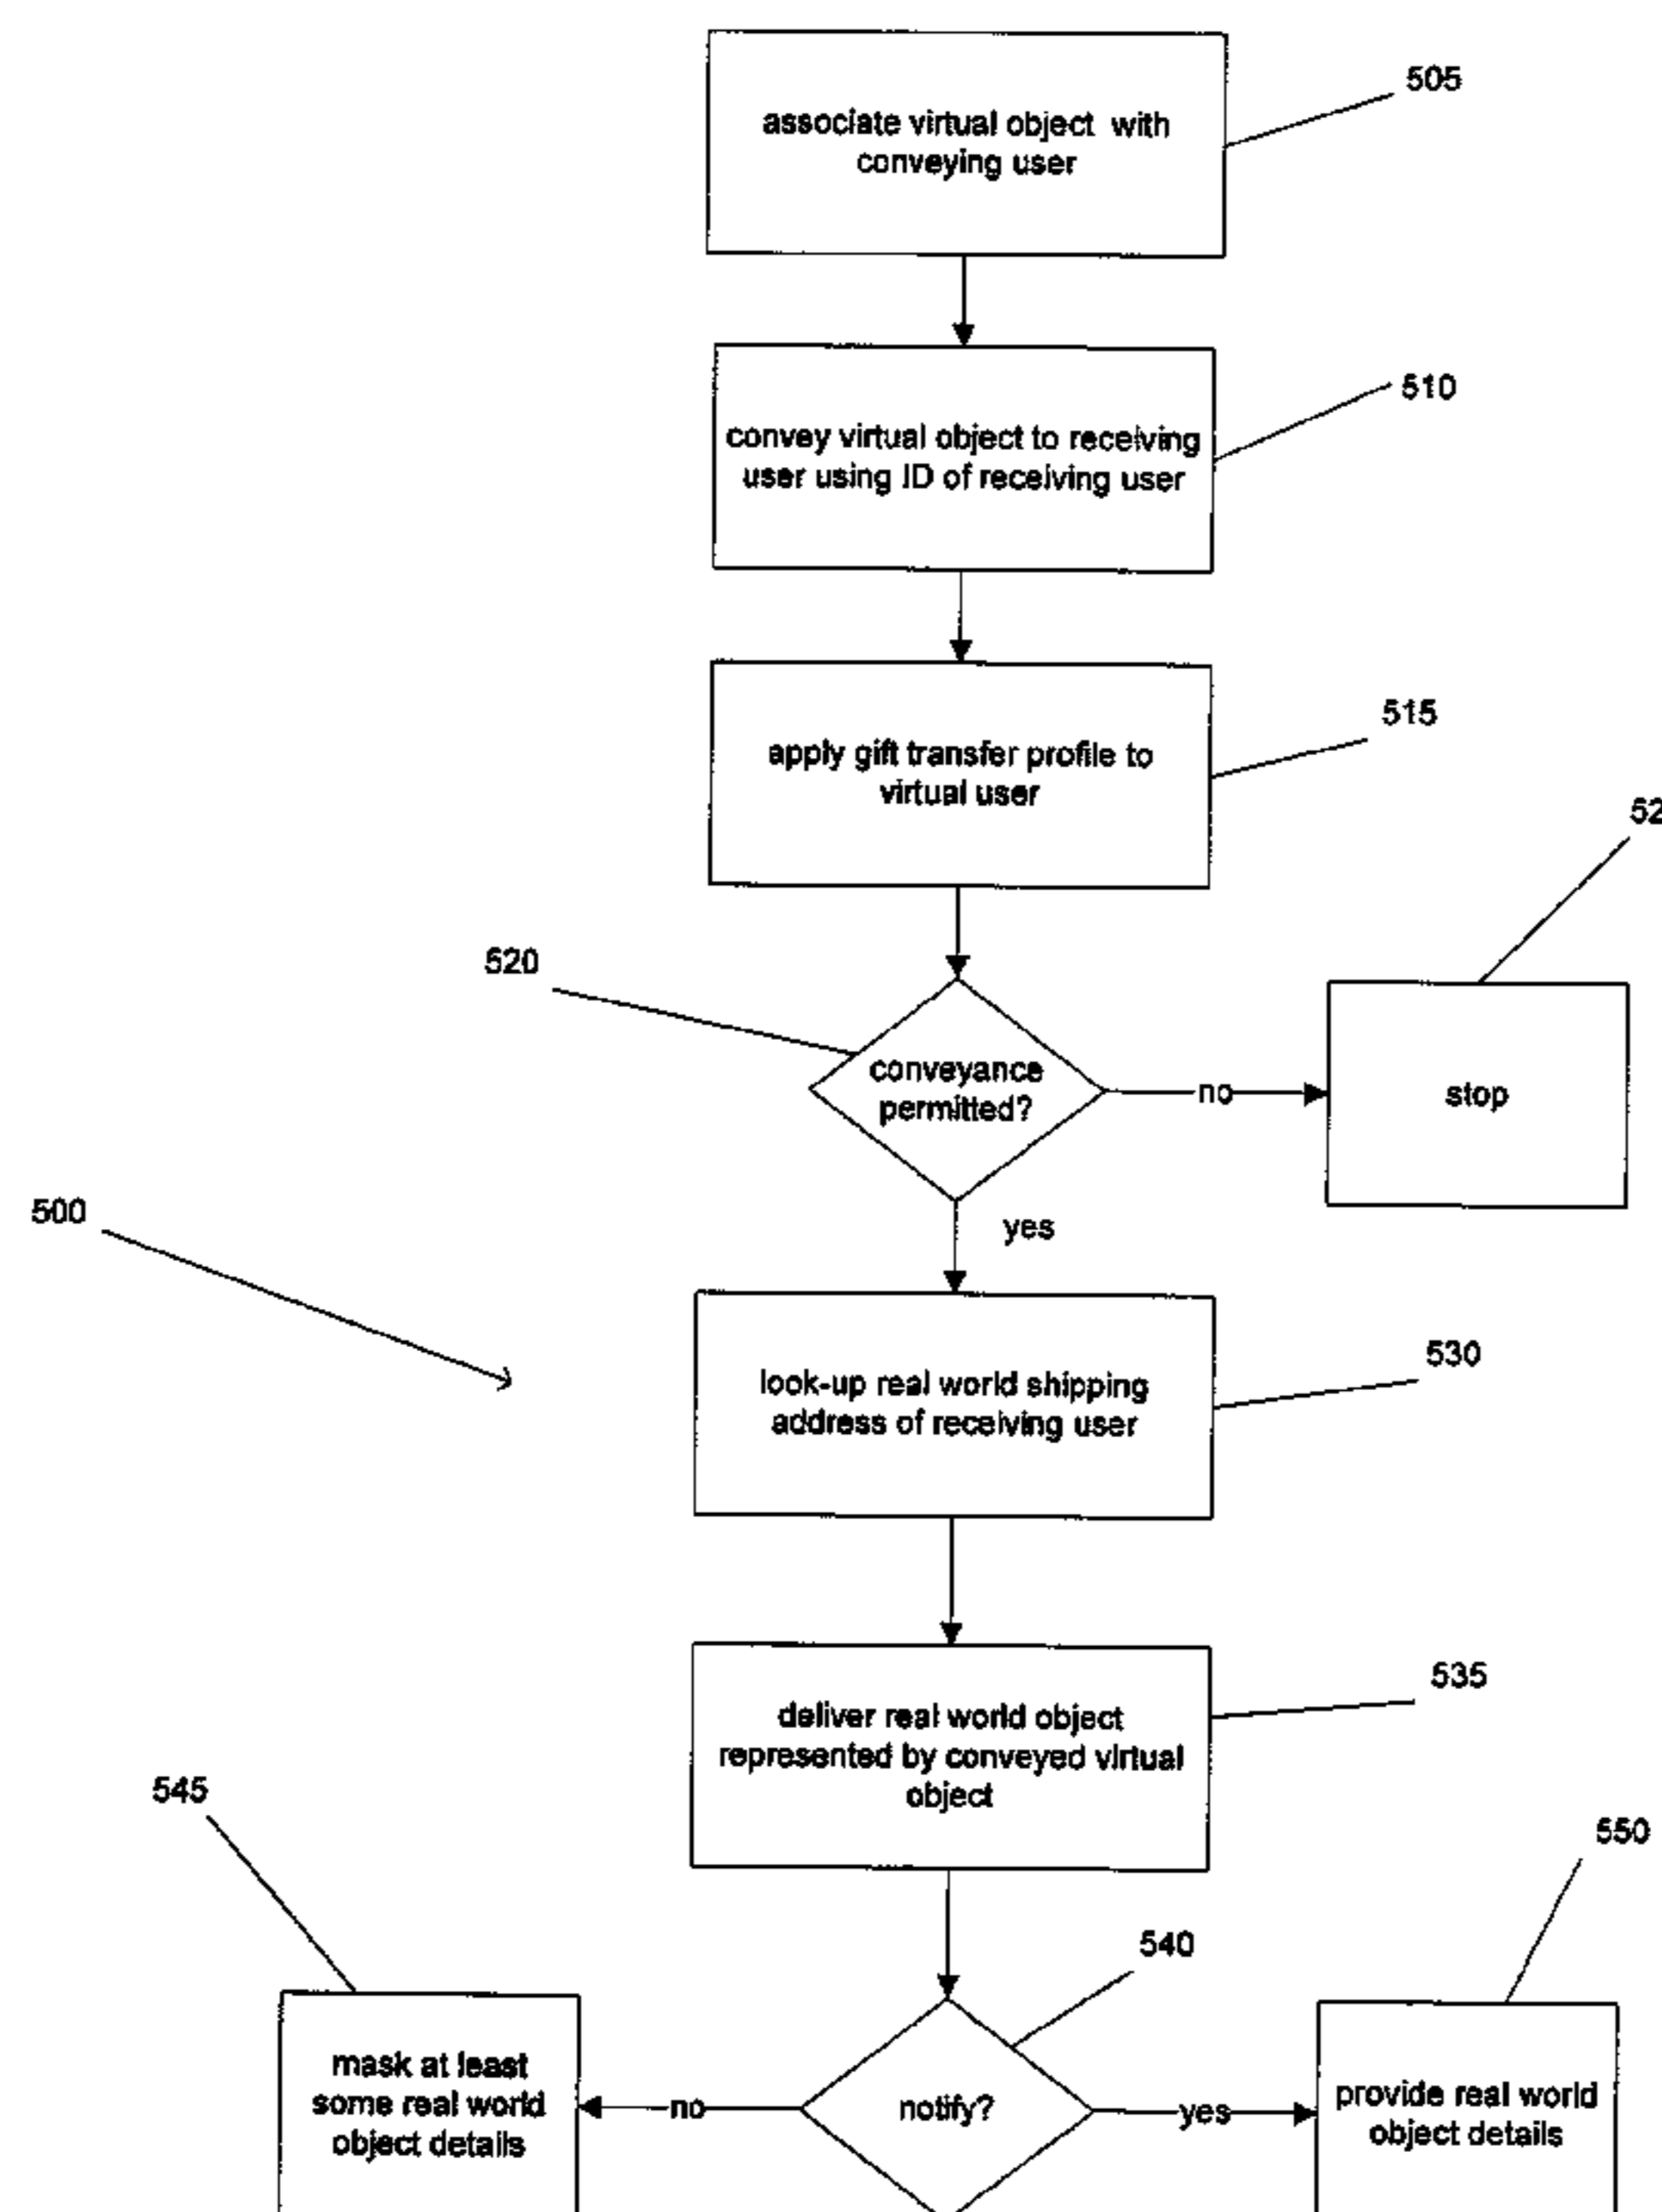 505
associate virtual object with
conveying user
510
convey virtual object to receiving
user using ID of receiving user
515
apply gift transfer profile to
virtual user
52
520
conveyance
permitted?
no
stop
500
yes
530
look-up real world shipping
address of receiving user
535
deliver real world object
represented by conveyed virtual
object
545
550
540
mask at least
some real world
object details
no
notify?
yes
provide real world
object details